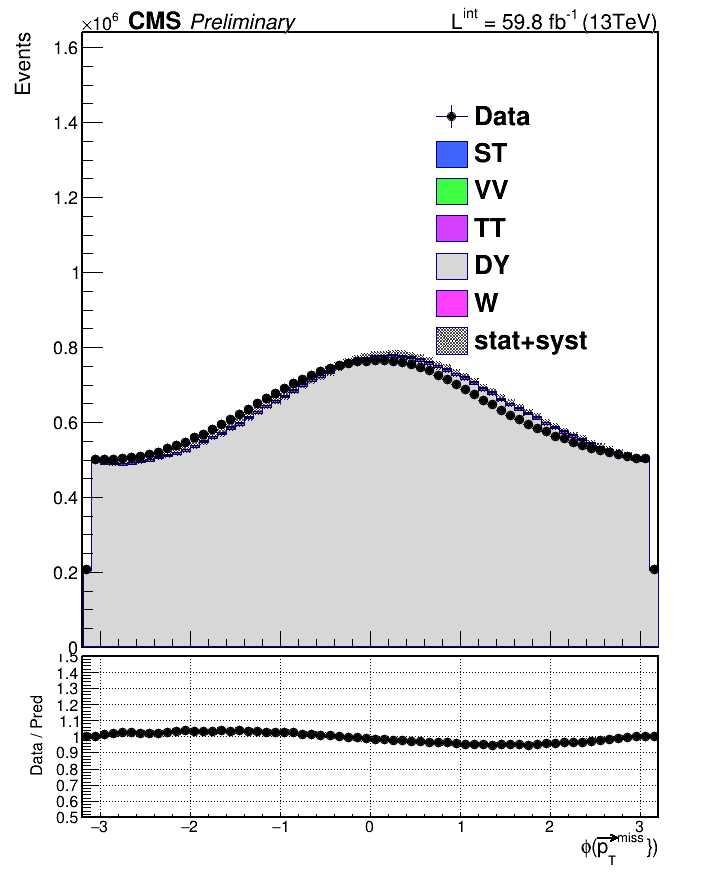 ×10⁶ CMS Preliminary L^int = 59.8 fb⁻¹ (13TeV)
Events
1.6
1.4
1.2
1
0.8
0.6
0.4
0.2
0
Data
ST
VV
TT
DY
W
stat+syst
Data / Pred
1.5
1.4
1.3
1.2
1.1
1
0.9
0.8
0.7
0.6
0.5
−3 −2 −1 0 1 2 3
ϕ(p⃗_T^miss})